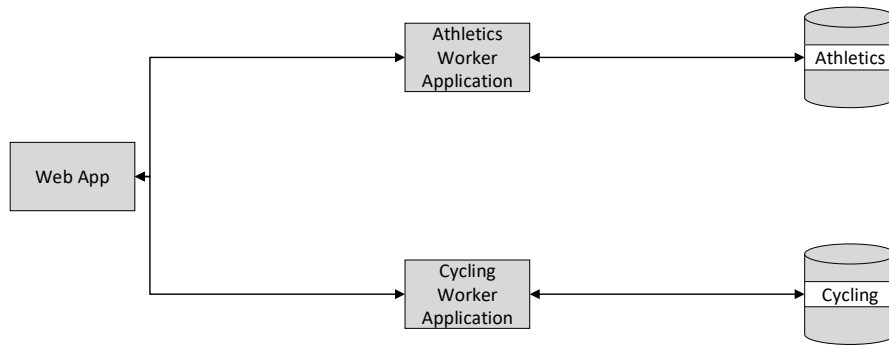 Athletics
Worker
Application
Athletics
Web App
Cycling
Worker
Application
Cycling